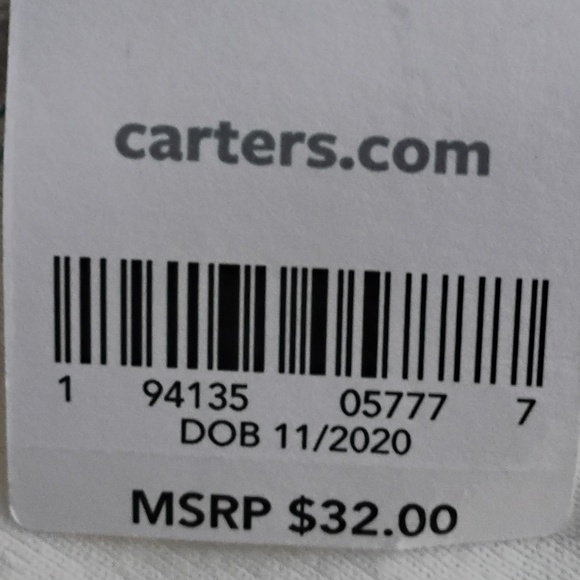 carters.com
1 94135 05777 7
DOB 11/2020
MSRP $32.00